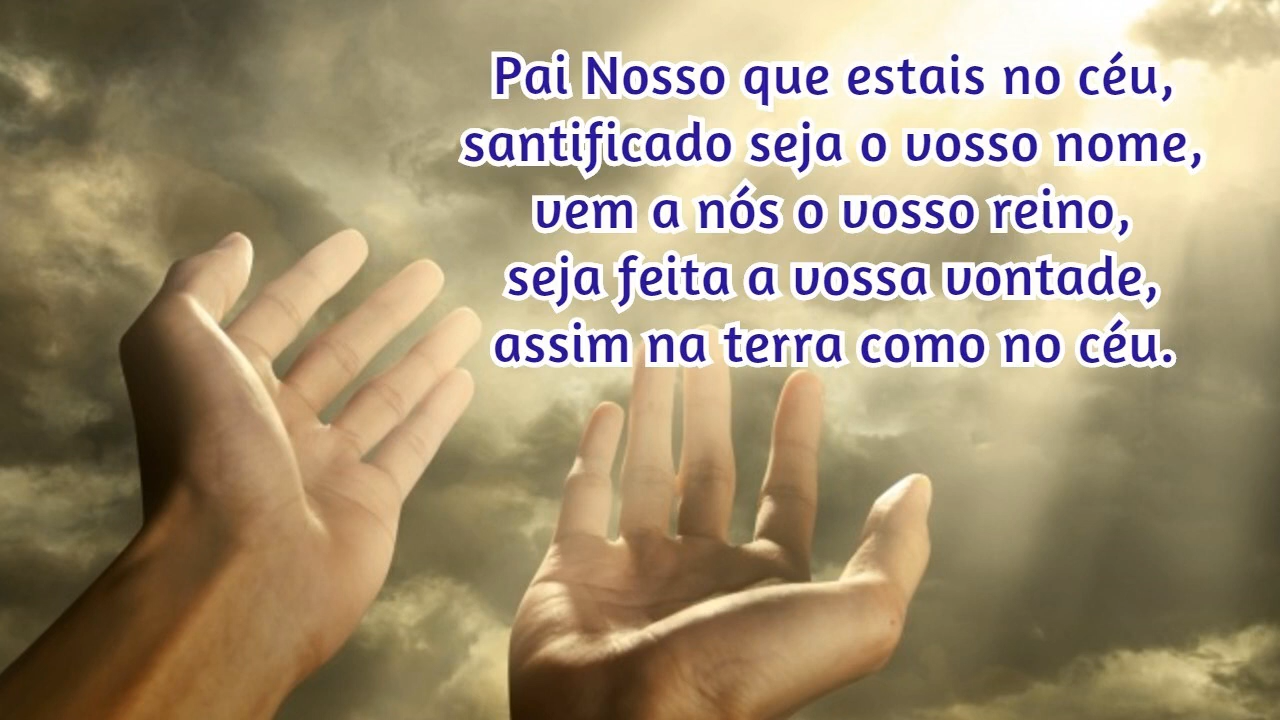 Pai Nosso que estais no céu,
santificado seja o vosso nome,
vem a nós o vosso reino,
seja feita a vossa vontade,
assim na terra como no céu.